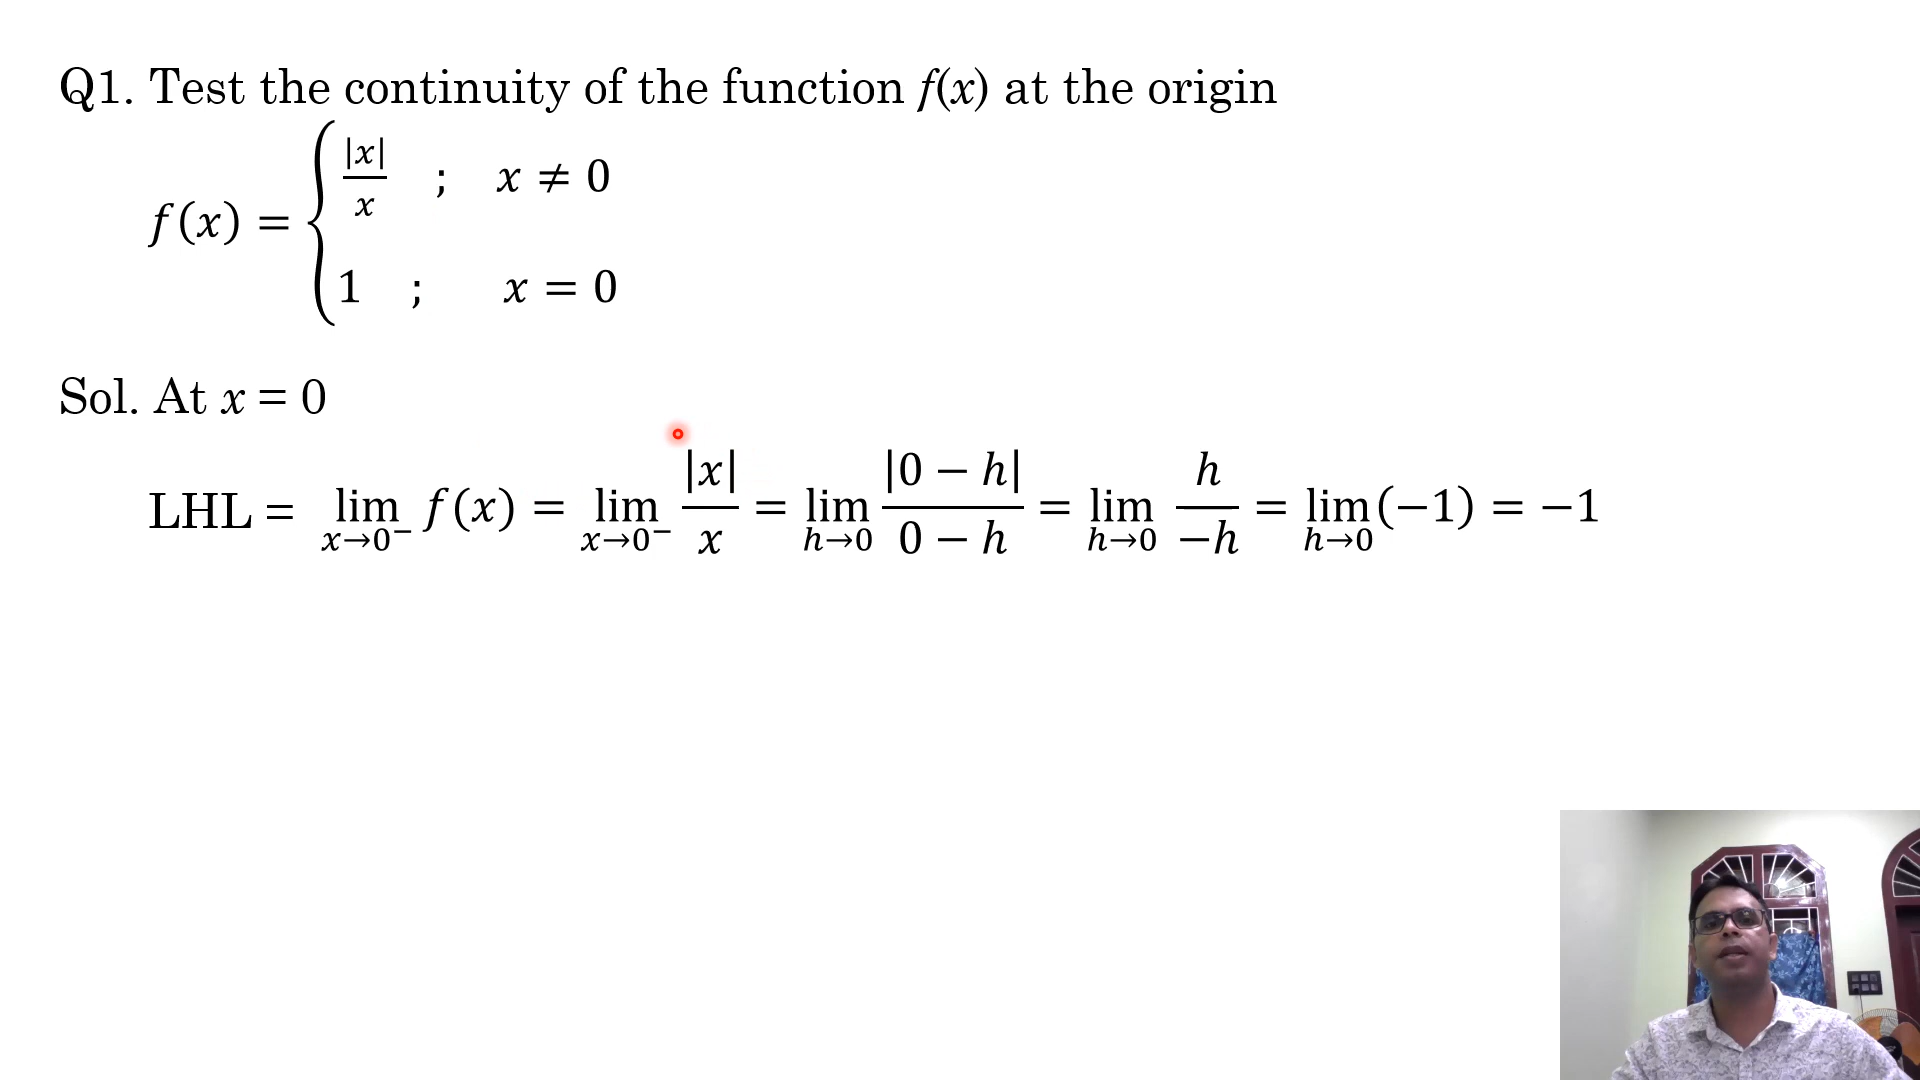 Q1. Test the continuity of the function f(x) at the origin
f(x) = { |x|/x ; x ≠ 0
1 ; x = 0
Sol. At x = 0
LHL = lim_{x→0⁻} f(x) = lim_{x→0⁻} |x|/x = lim_{h→0} |0 − h|/(0 − h) = lim_{h→0} h/−h = lim_{h→0} (−1) = −1